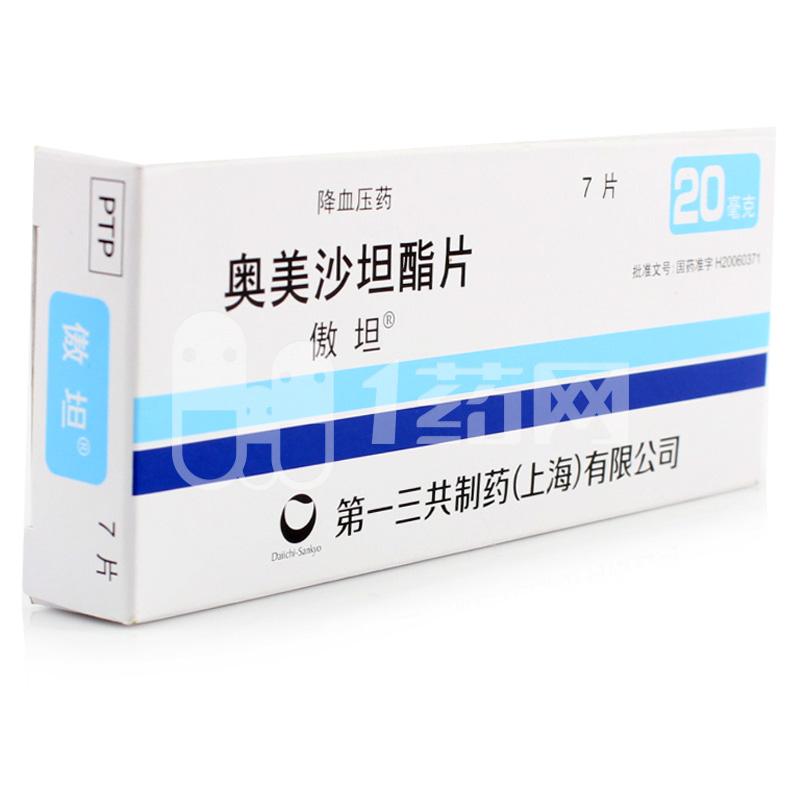 PTP
傲坦®
7片
降血压药
7片
20毫克
奥美沙坦酯片
批准文号:国药准字H20060371
傲坦®
1药网
第一三共制药(上海)有限公司
Daiichi-Sankyo